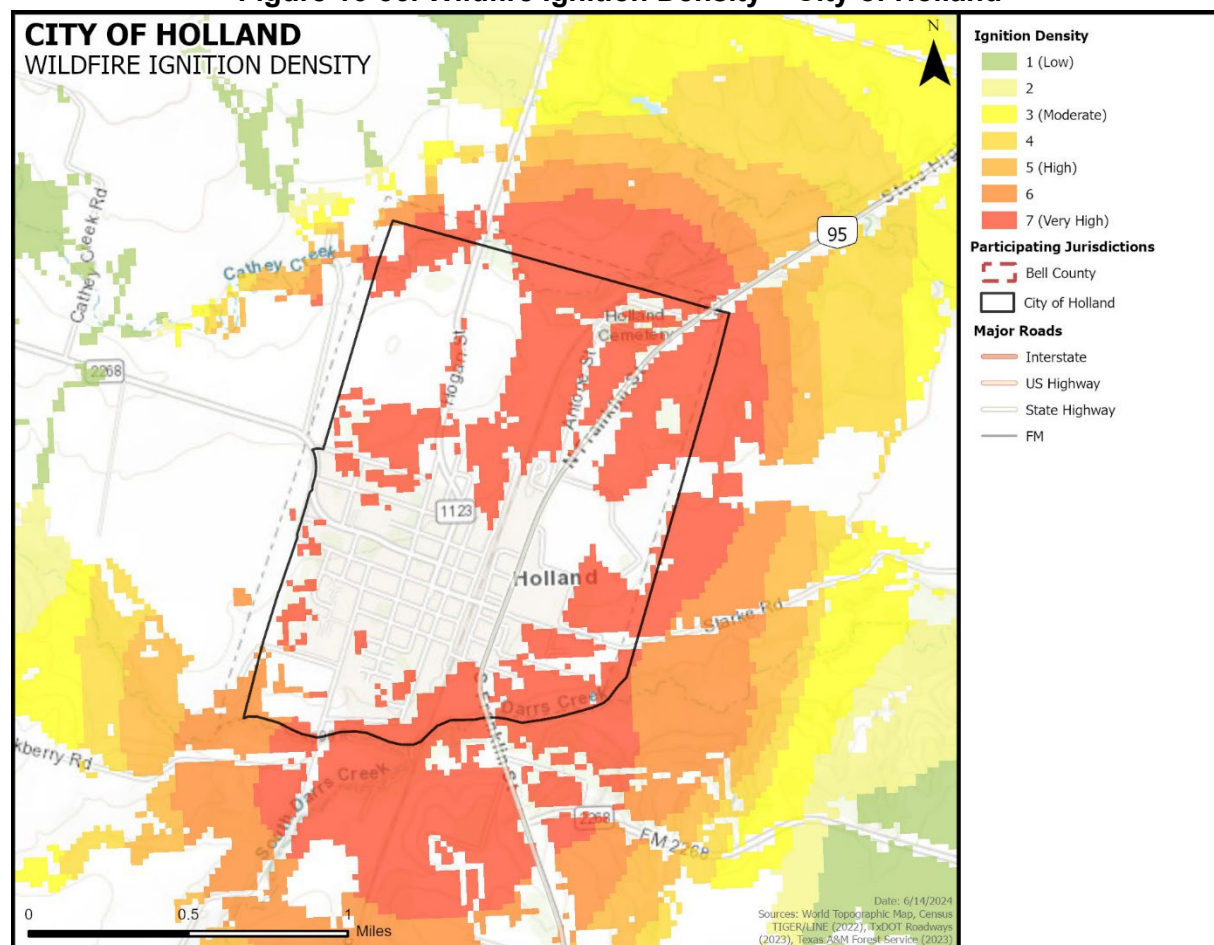 CITY OF HOLLAND
WILDFIRE IGNITION DENSITY
N
Cathey Creek Rd
Cathey Creek
2268
Hogan St
Antone St
Holland
Cemetery
95
1123
Holland
Starke Rd
Darrs Creek
South Darrs Creek
2268
FM 2268
0 0.5 1
Miles
Date: 6/14/2024
Sources: World Topographic Map, Census
TIGER/LINE (2022), TxDOT Roadways
(2023), Texas A&M Forest Service (2023)
Ignition Density
1 (Low)
2
3 (Moderate)
4
5 (High)
6
7 (Very High)
Participating Jurisdictions
Bell County
City of Holland
Major Roads
Interstate
US Highway
State Highway
FM